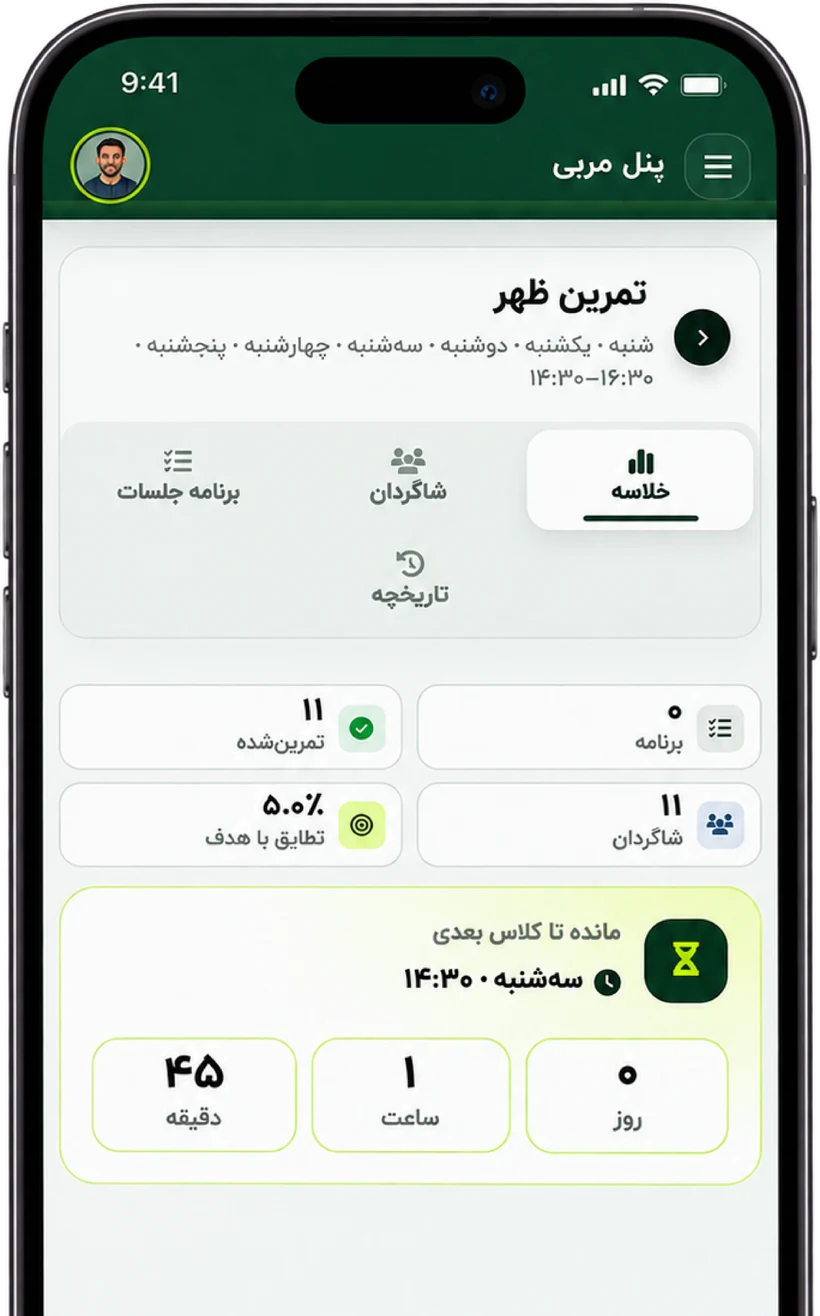 9:41
پنل مربی
تمرین ظهر
شنبه · یکشنبه · دوشنبه · سه‌شنبه · چهارشنبه · پنجشنبه ·
۱۴:۳۰–۱۶:۳۰
خلاسه
شاگردان
برنامه جلسات
تاریخچه
۰
برنامه
۱۱
تمرین‌شده
۱۱
شاگردان
۵.۰٪
تطایق با هدف
مانده تا کلاس بعدی
سه‌شنبه · ۱۴:۳۰
۰
روز
۱
ساعت
۴۵
دقیقه